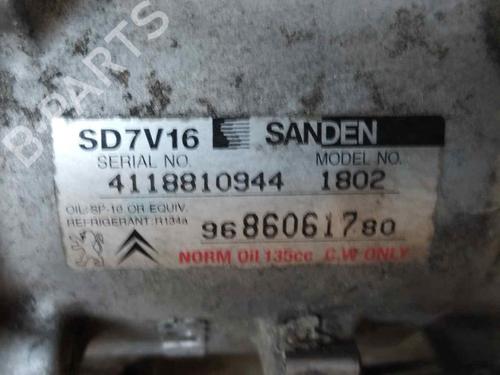 B-PARTS
SD7V16 SANDEN
SERIAL NO. MODEL NO.
4118810944 1802
OIL: SP-10 OR EQUIV.
REFRIGERANT: R134a
9686061780
NORM Oil 135cc C.W ONLY